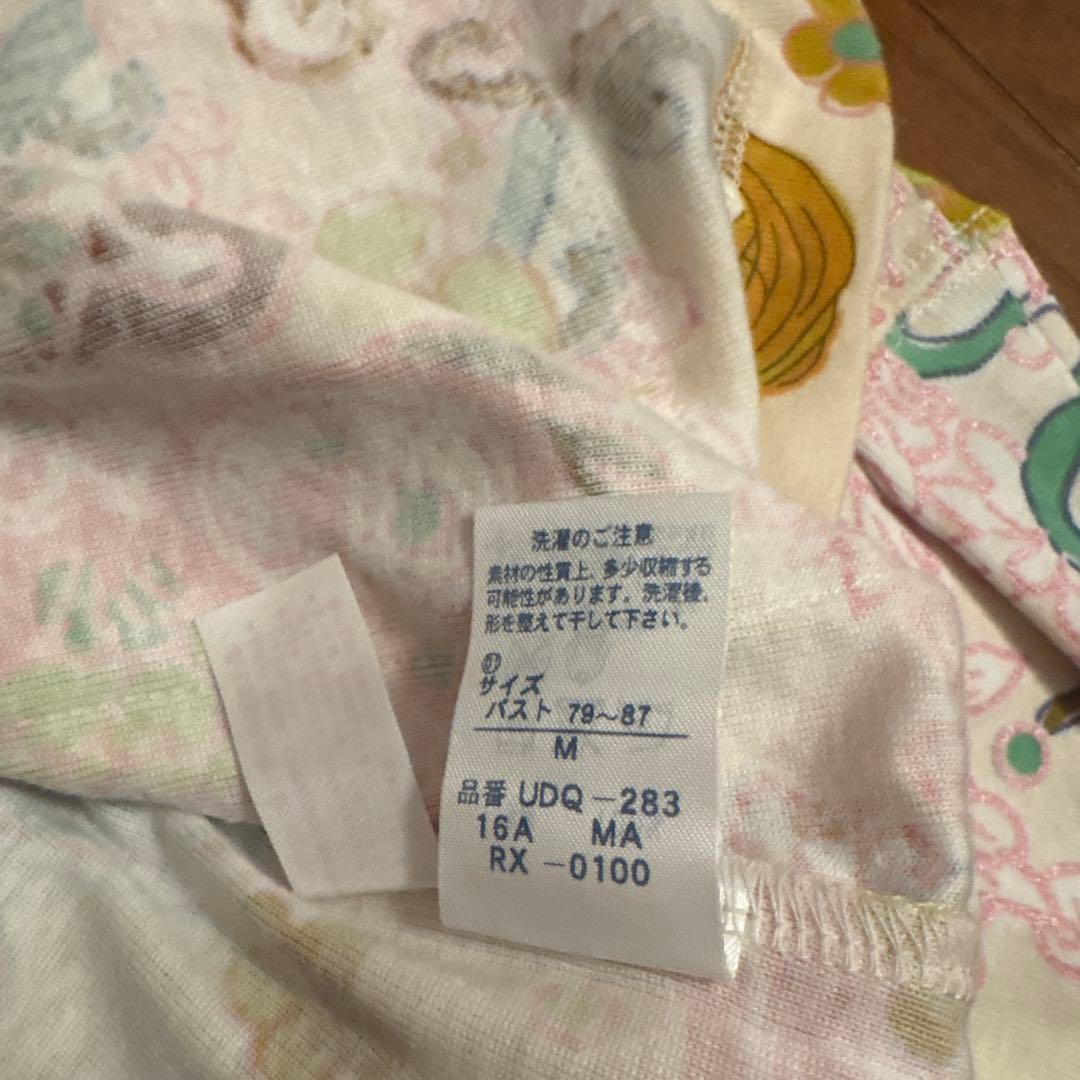 洗濯のご注意
素材の性質上、多少収縮する
可能性があります。洗濯後、
形を整えて干して下さい。
サイズ
バスト 79～87
M
品番 UDQ-283
16A MA
RX-0100